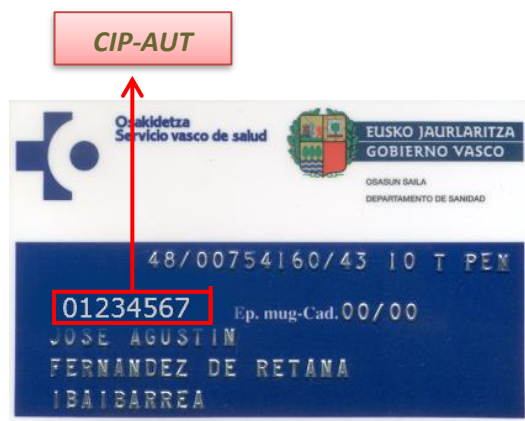 CIP-AUT
Osakidetza
Servicio vasco de salud
EUSKO JAURLARITZA
GOBIERNO VASCO
OSASUN SAILA
DEPARTAMENTO DE SANIDAD
48/00754160/43 10 T PEN
01234567 Ep. mug-Cad. 00/00
JOSE AGUSTIN
FERNANDEZ DE RETANA
IBAIBARREA